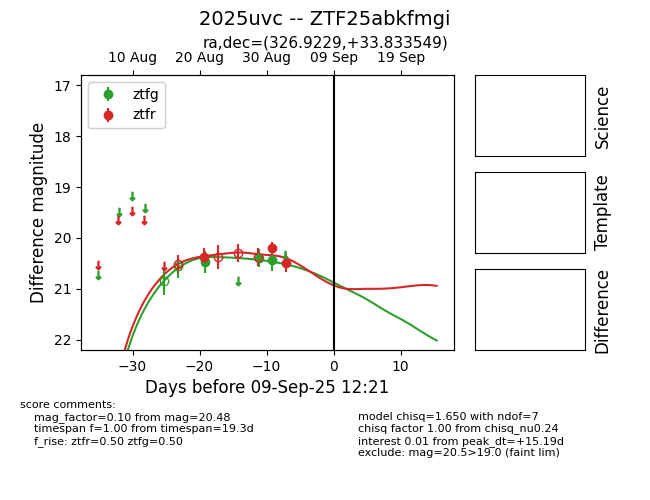 2025uvc -- ZTF25abkfmgi
ra,dec=(326.9229,+33.833549)
10 Aug 20 Aug 30 Aug 09 Sep 19 Sep
ztfg
ztfr
17
18
19
20
21
22
Difference magnitude
−30 −20 −10 0 10
Days before 09-Sep-25 12:21
Science
Template
Difference
score comments:
mag_factor=0.10 from mag=20.48
timespan f=1.00 from timespan=19.3d
f_rise: ztfr=0.50 ztfg=0.50
model chisq=1.650 with ndof=7
chisq factor 1.00 from chisq_nu0.24
interest 0.01 from peak_dt=+15.19d
exclude: mag=20.5>19.0 (faint lim)